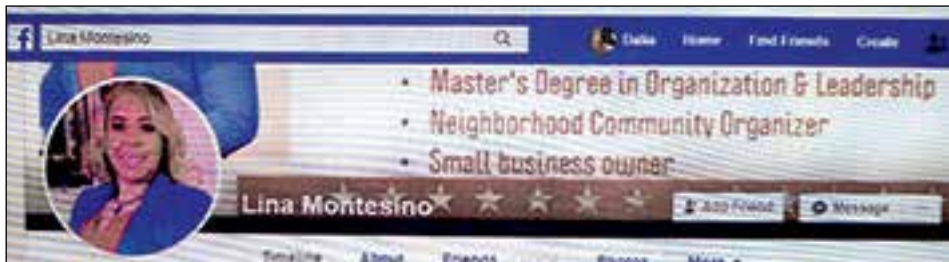 f Lina Montesino Dalia Home Find Friends Create
• Master's Degree in Organization & Leadership
• Neighborhood Community Organizer
• Small business owner
Lina Montesino Add Friend Message
Timeline About Friends Photos More